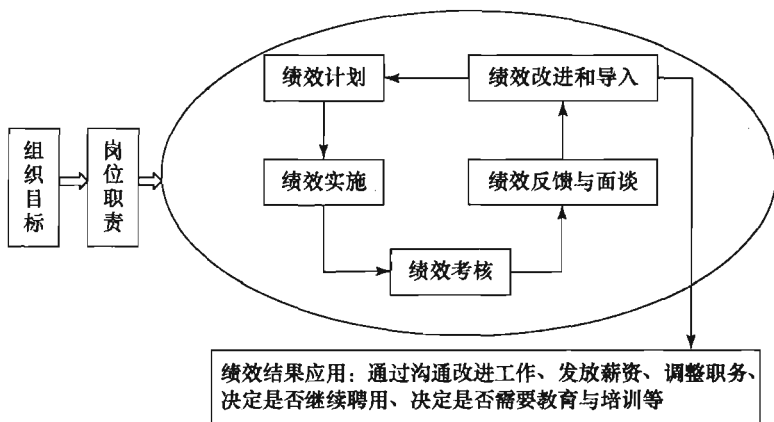 组织目标
岗位职责
绩效计划
绩效改进和导入
绩效实施
绩效反馈与面谈
绩效考核
绩效结果应用：通过沟通改进工作、发放薪资、调整职务、
决定是否继续聘用、决定是否需要教育与培训等